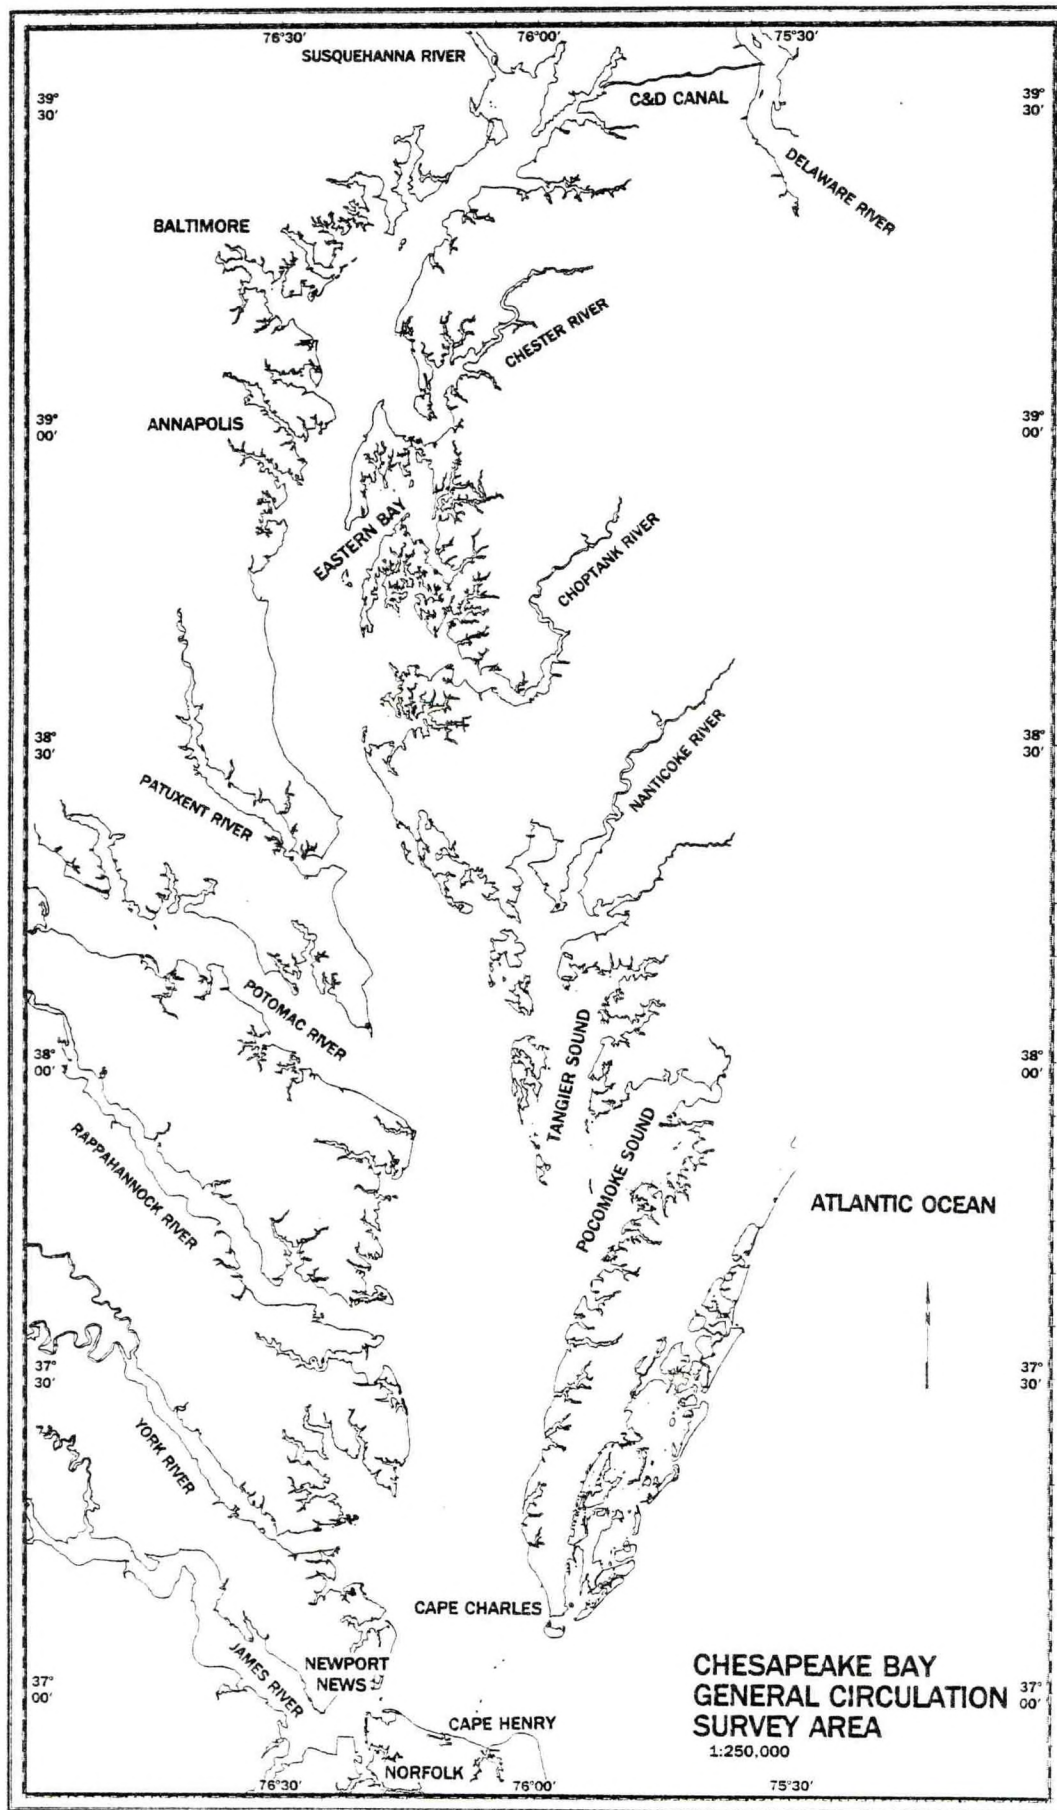 76°30'
76°00'
75°30'
SUSQUEHANNA RIVER
39°
30'
C&D CANAL
39°
30'
DELAWARE RIVER
BALTIMORE
CHESTER RIVER
39°
00'
ANNAPOLIS
39°
00'
EASTERN BAY
CHOPTANK RIVER
38°
30'
NANTICOKE RIVER
38°
30'
PATUXENT RIVER
POTOMAC RIVER
38°
00'
TANGIER SOUND
38°
00'
RAPPAHANNOCK RIVER
POCOMOKE SOUND
ATLANTIC OCEAN
N
37°
30'
37°
30'
YORK RIVER
CAPE CHARLES
JAMES RIVER
NEWPORT
NEWS
37°
00'
CHESAPEAKE BAY
GENERAL CIRCULATION
SURVEY AREA
1:250,000
37°
00'
CAPE HENRY
NORFOLK
76°30'
76°00'
75°30'